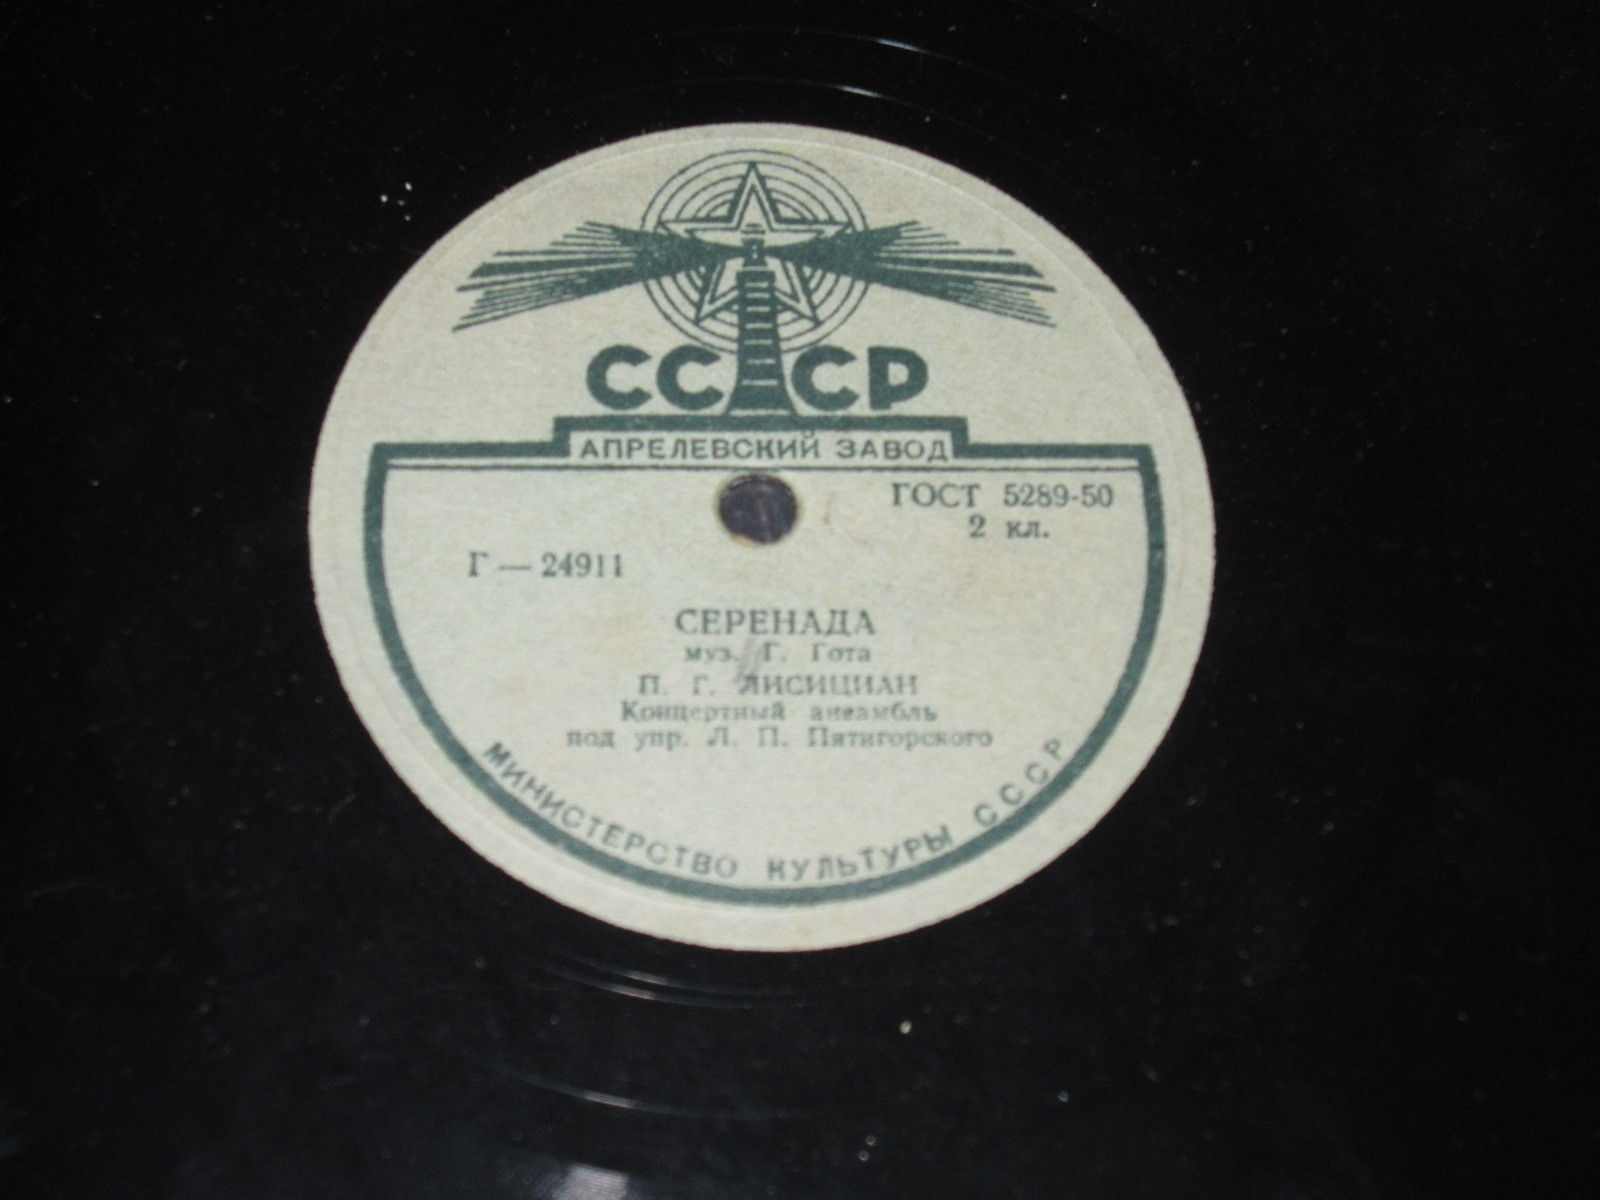 СССР
АПРЕЛЕВСКИЙ ЗАВОД
ГОСТ 5289-50
2 кл.
Г — 24911
СЕРЕНАДА
муз. Г. Гота
П. Г. ЛИСИЦИАН
Концертный ансамбль
под упр. Л. П. Пятигорского
МИНИСТЕРСТВО КУЛЬТУРЫ СССР